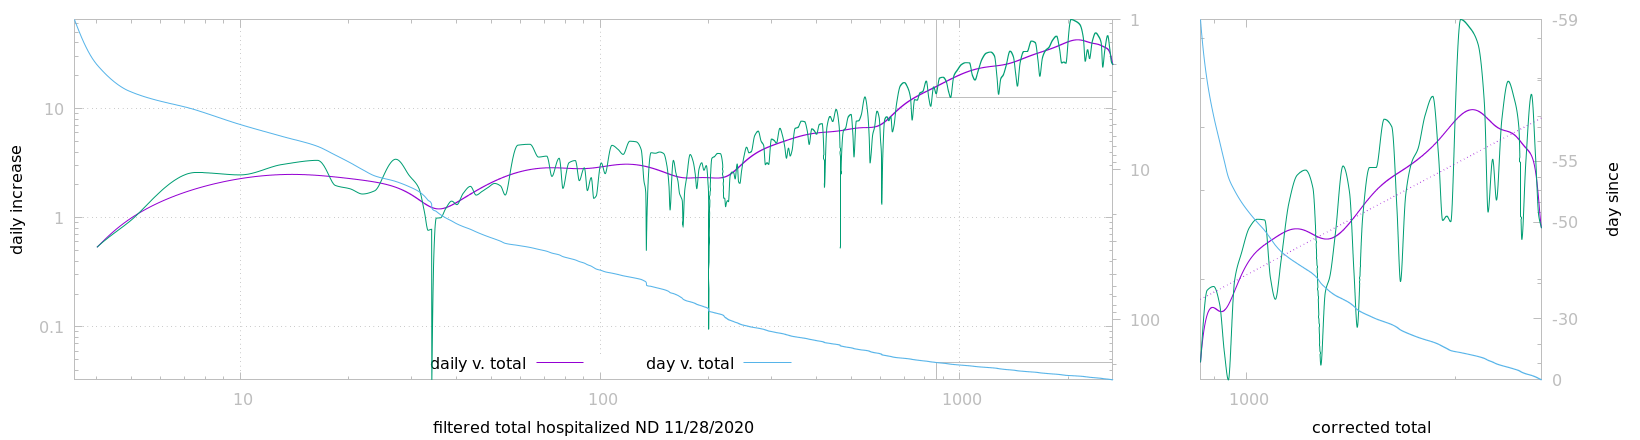 daily increase
10
1
0.1
daily v. total
day v. total
10
100
1000
filtered total hospitalized ND 11/28/2020
1
10
100
1000
corrected total
-59
-55
-50
-30
0
day since